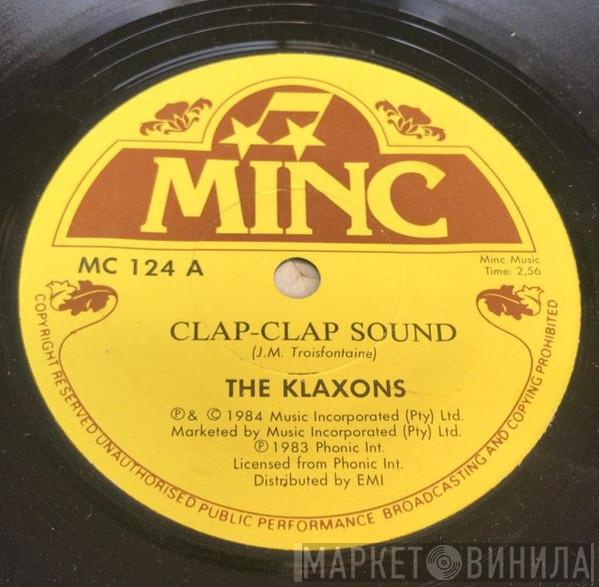 MINC
MC 124 A
Minc Music
Time: 2,56
CLAP-CLAP SOUND
(J.M. Troisfontaine)
THE KLAXONS
℗ & © 1984 Music Incorporated (Pty) Ltd.
Marketed by Music Incorporated (Pty) Ltd.
℗ 1983 Phonic Int.
Licensed from Phonic Int.
Distributed by EMI
COPYRIGHT RESERVED UNAUTHORISED PUBLIC PERFORMANCE BROADCASTING AND COPYING PROHIBITED
МАРКЕТ ВИНИЛА